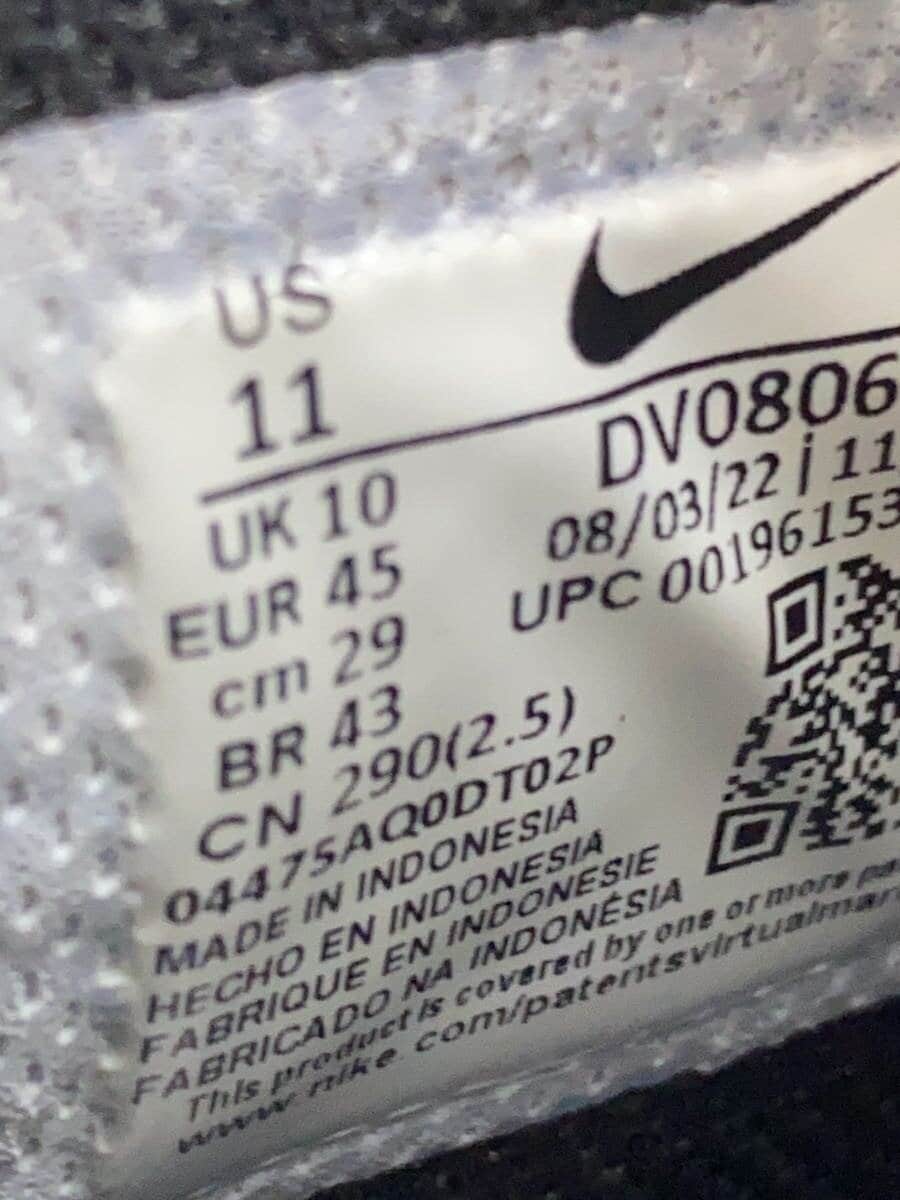 US
11
UK 10
EUR 45
cm 29
BR 43
CN 290(2.5)
04475AQ0DT02P
MADE IN INDONESIA
HECHO EN INDONESIA
FABRIQUE EN INDONESIE
FABRICADO NA INDONÉSIA
This product is covered by one or more pa
www.nike.com/patentsvirtualmar
DV0806
08/03/22 | 11
UPC 00196153